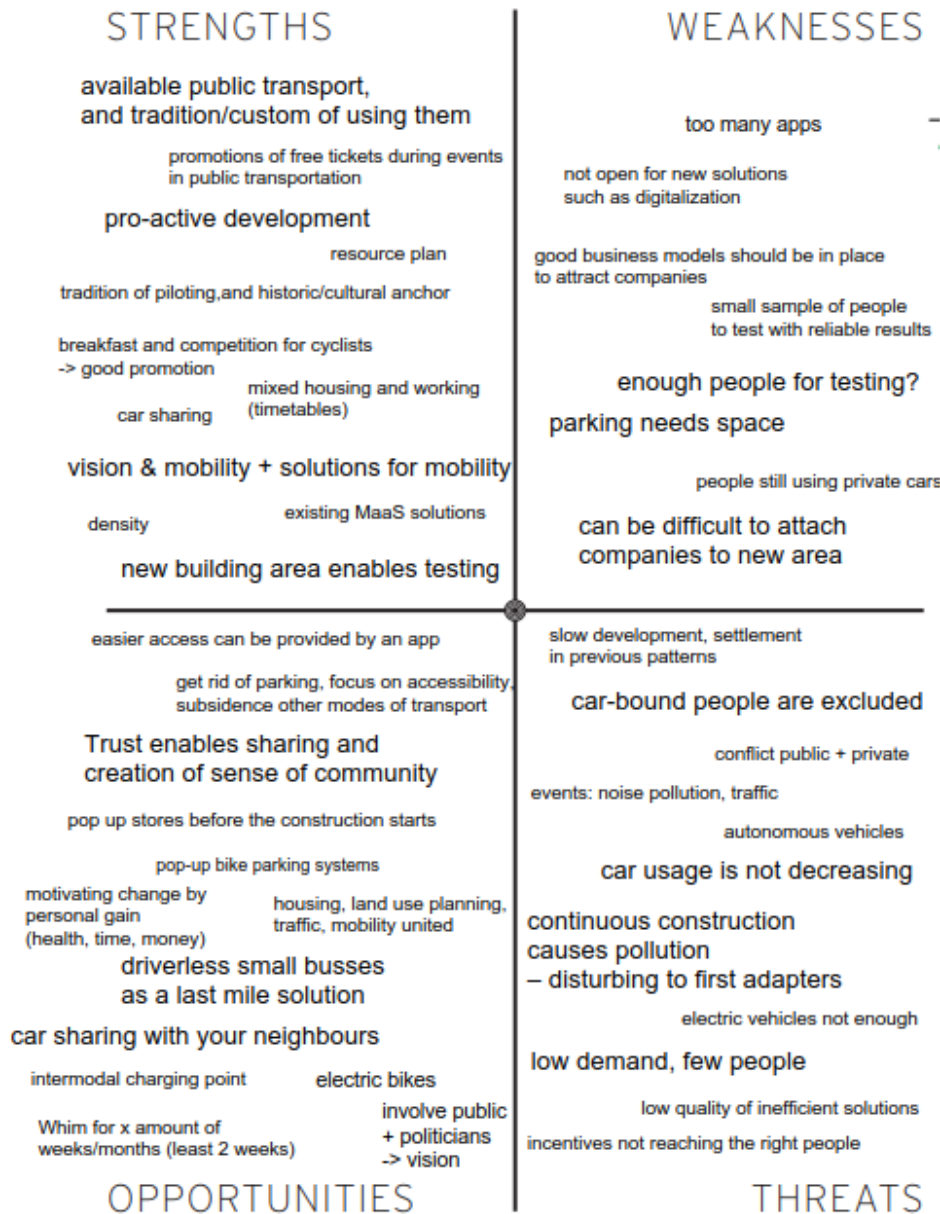 STRENGTHS
available public transport,
and tradition/custom of using them
promotions of free tickets during events
in public transportation
pro-active development
resource plan
tradition of piloting,and historic/cultural anchor
breakfast and competition for cyclists
-> good promotion
mixed housing and working
(timetables)
car sharing
vision & mobility + solutions for mobility
existing MaaS solutions
density
new building area enables testing
WEAKNESSES
too many apps
not open for new solutions
such as digitalization
good business models should be in place
to attract companies
small sample of people
to test with reliable results
enough people for testing?
parking needs space
people still using private cars
can be difficult to attach
companies to new area
easier access can be provided by an app
get rid of parking, focus on accessibility,
subsidence other modes of transport
Trust enables sharing and
creation of sense of community
pop up stores before the construction starts
pop-up bike parking systems
motivating change by
personal gain
(health, time, money)
housing, land use planning,
traffic, mobility united
driverless small busses
as a last mile solution
car sharing with your neighbours
intermodal charging point
electric bikes
Whim for x amount of
weeks/months (least 2 weeks)
involve public
+ politicians
-> vision
OPPORTUNITIES
slow development, settlement
in previous patterns
car-bound people are excluded
conflict public + private
events: noise pollution, traffic
autonomous vehicles
car usage is not decreasing
continuous construction
causes pollution
– disturbing to first adapters
electric vehicles not enough
low demand, few people
low quality of inefficient solutions
incentives not reaching the right people
THREATS